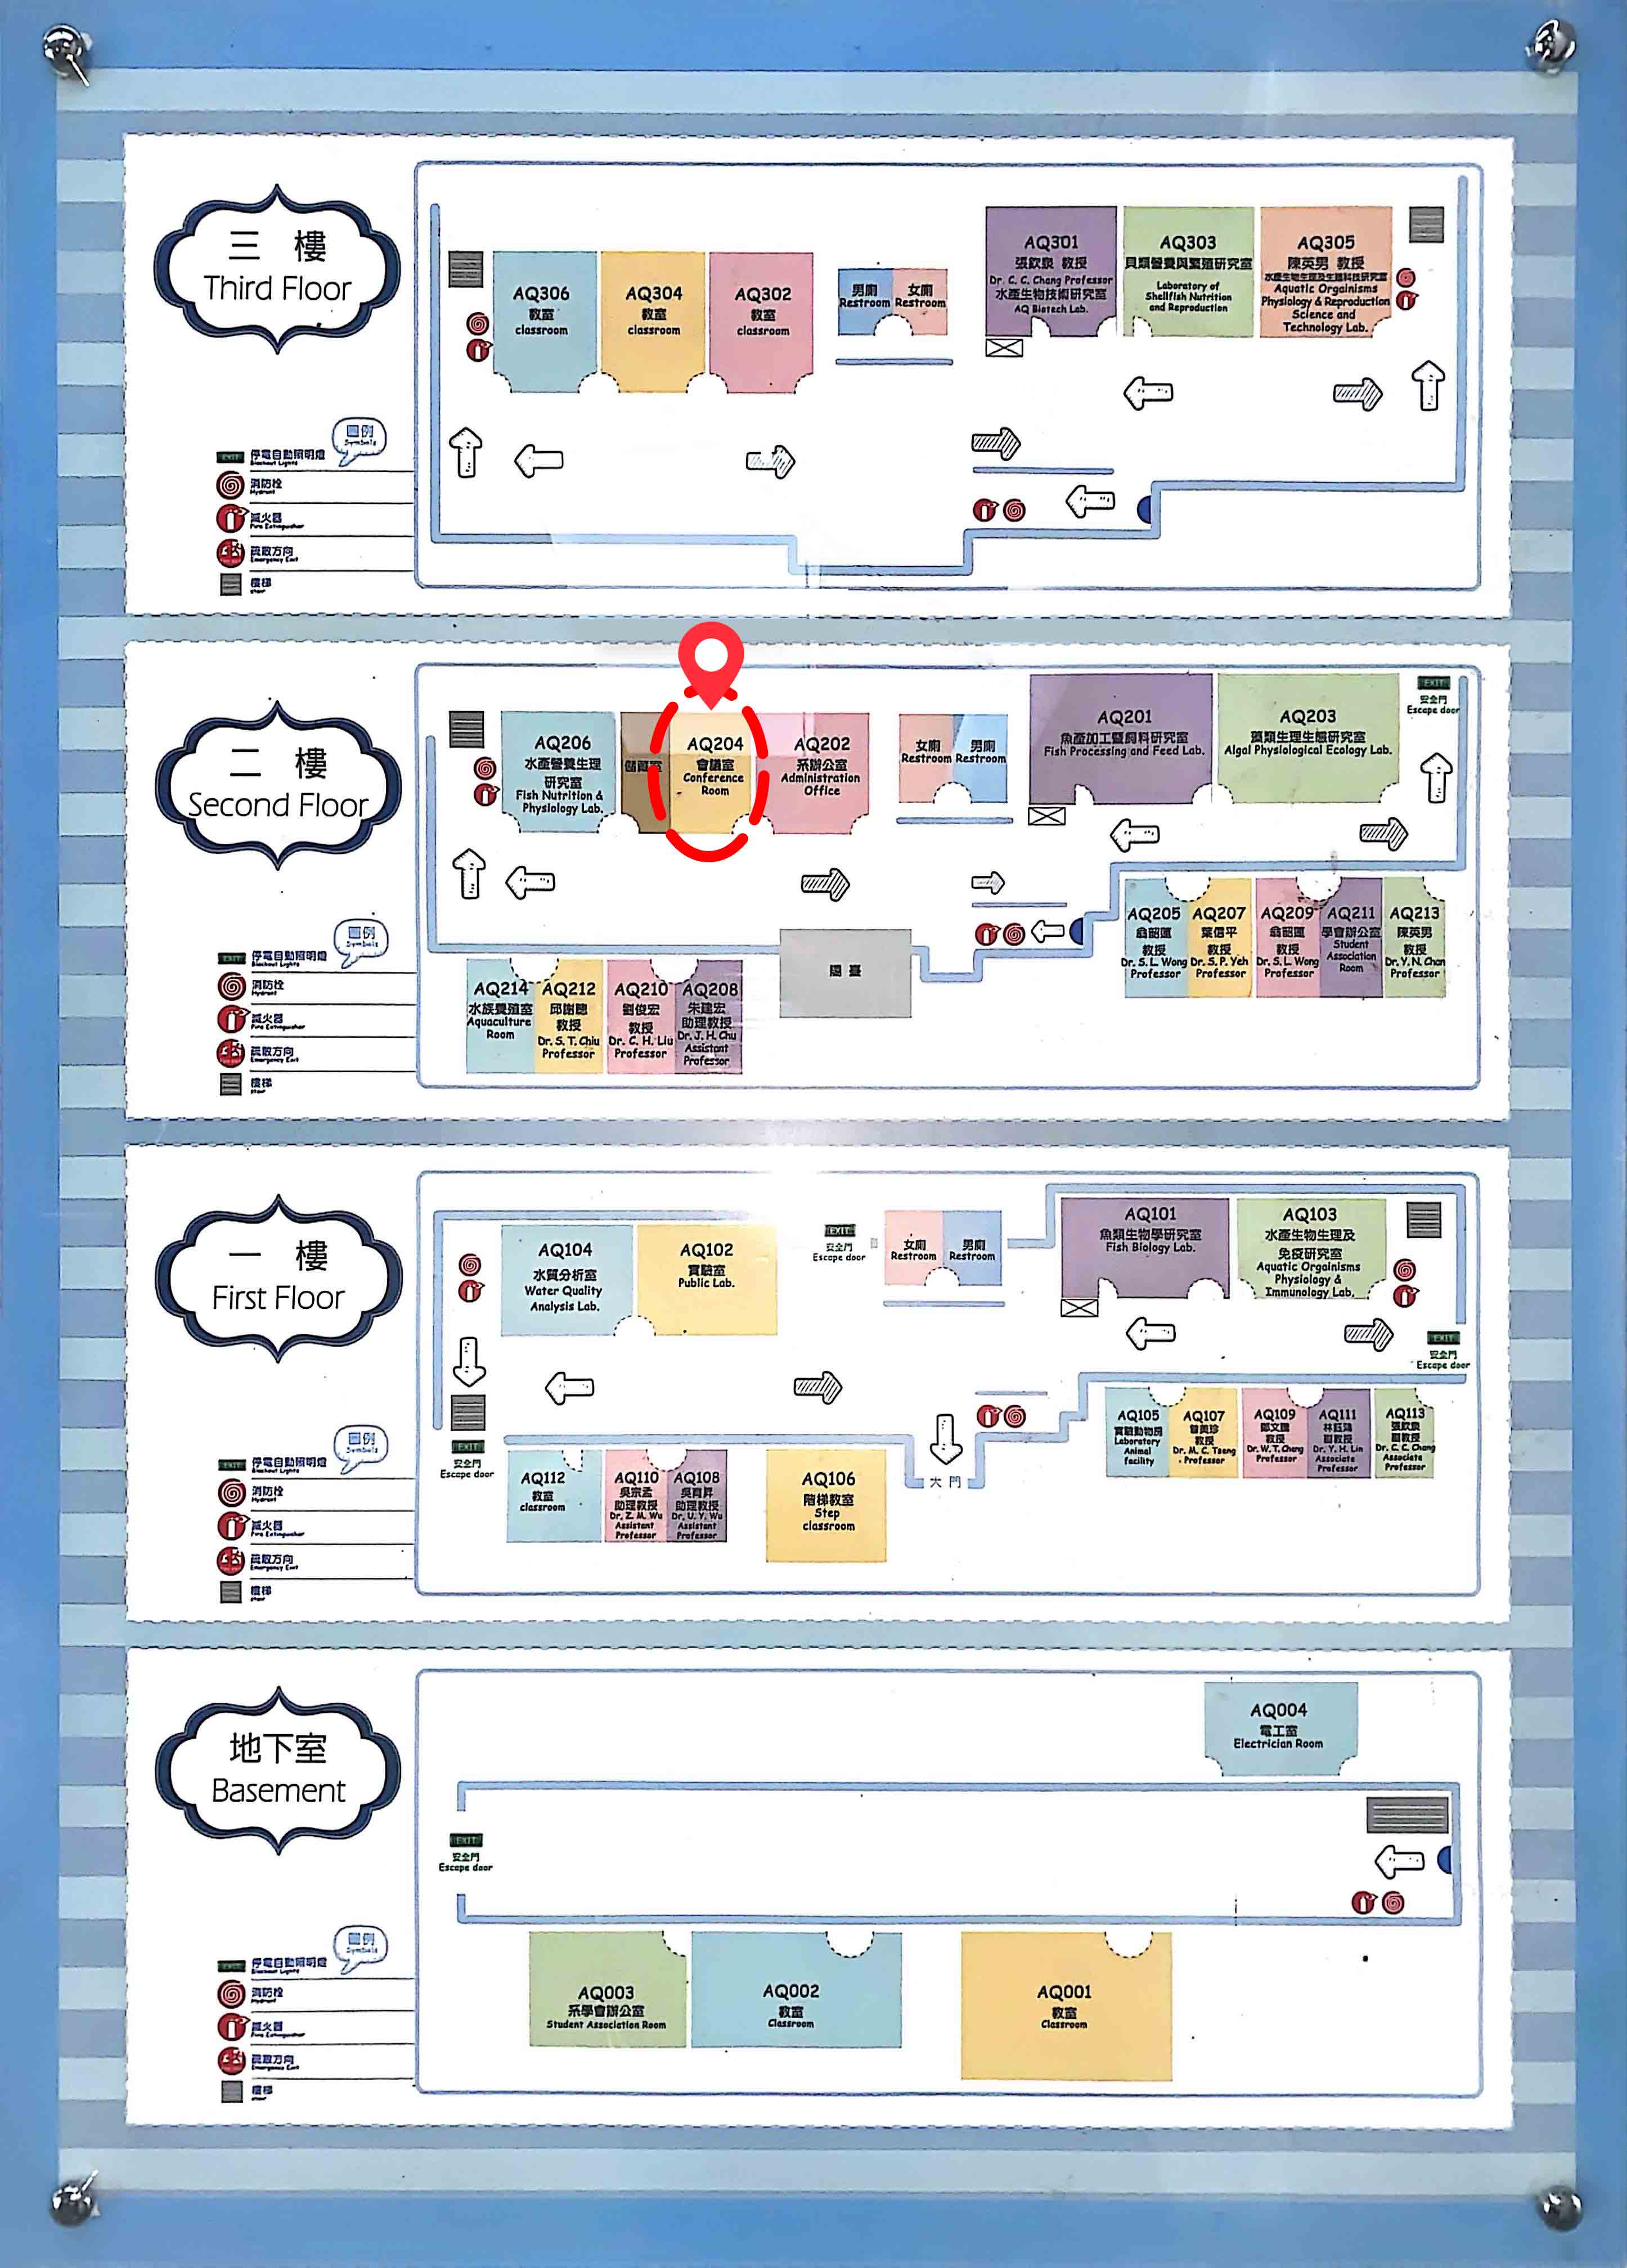 三 樓
Third Floor
圖例
Symbols
EXIT
停電自動照明燈
Blackout Lights
消防栓
Hydrant
滅火器
Fire Extinguisher
疏散方向
Emergency Exit
樓梯
stair
AQ306
教室
classroom
AQ304
教室
classroom
AQ302
教室
classroom
男廁
Restroom
女廁
Restroom
AQ301
張欽泉 教授
Dr. C. C. Chang Professor
水產生物技術研究室
AQ Biotech Lab.
AQ303
貝類營養與繁殖研究室
Laboratory of
Shellfish Nutrition
and Reproduction
AQ305
陳英男 教授
水產生物生理及生殖科技研究室
Aquatic Orgainisms
Physiology & Reproduction
Science and
Technology Lab.
二 樓
Second Floor
圖例
Symbols
EXIT
停電自動照明燈
Blackout Lights
消防栓
Hydrant
滅火器
Fire Extinguisher
疏散方向
Emergency Exit
樓梯
stair
AQ206
水產營養生理
研究室
Fish Nutrition &
Physiology Lab.
儲藏室
AQ204
會議室
Conference
Room
AQ202
系辦公室
Administration
Office
女廁
Restroom
男廁
Restroom
AQ201
魚產加工暨飼料研究室
Fish Processing and Feed Lab.
AQ203
藻類生理生態研究室
Algal Physiological Ecology Lab.
EXIT
安全門
Escape door
AQ205
翁韶蓮
教授
Dr. S. L. Wong
Professor
AQ207
葉信平
教授
Dr. S. P. Yeh
Professor
AQ209
翁韶蓮
教授
Dr. S. L. Wong
Professor
AQ211
學會辦公室
Student
Association
Room
AQ213
陳英男
教授
Dr. Y. N. Chen
Professor
陽 臺
AQ214
水族養殖室
Aquaculture
Room
AQ212
邱謝聰
教授
Dr. S. T. Chiu
Professor
AQ210
劉俊宏
教授
Dr. C. H. Liu
Professor
AQ208
朱建宏
助理教授
Dr. J. H. Chu
Assistant
Professor
一 樓
First Floor
圖例
Symbols
EXIT
停電自動照明燈
Blackout Lights
消防栓
Hydrant
滅火器
Fire Extinguisher
疏散方向
Emergency Exit
樓梯
stair
AQ104
水質分析室
Water Quality
Analysis Lab.
AQ102
實驗室
Public Lab.
EXIT
安全門
Escape door
女廁
Restroom
男廁
Restroom
AQ101
魚類生物學研究室
Fish Biology Lab.
AQ103
水產生物生理及
免疫研究室
Aquatic Orgainisms
Physiology &
Immunology Lab.
EXIT
安全門
Escape door
EXIT
安全門
Escape door
AQ112
教室
classroom
AQ110
吳宗孟
助理教授
Dr. Z. M. Wu
Assistant
Professor
AQ108
吳育昇
助理教授
Dr. U. Y. Wu
Assistant
Professor
AQ106
階梯教室
Step
classroom
大 門
AQ105
實驗動物房
Laboratory
Animal
facility
AQ107
曾美珍
教授
Dr. M. C. Tseng
Professor
AQ109
鄭文騰
教授
Dr. W. T. Cheng
Professor
AQ111
林鈺鴻
副教授
Dr. Y. H. Lin
Associate
Professor
AQ113
張欽泉
副教授
Dr. C. C. Chang
Associate
Professor
地下室
Basement
圖例
Symbols
EXIT
停電自動照明燈
Blackout Lights
消防栓
Hydrant
滅火器
Fire Extinguisher
疏散方向
Emergency Exit
樓梯
stair
AQ004
電工室
Electrician Room
EXIT
安全門
Escape door
AQ003
系學會辦公室
Student Association Room
AQ002
教室
Classroom
AQ001
教室
Classroom